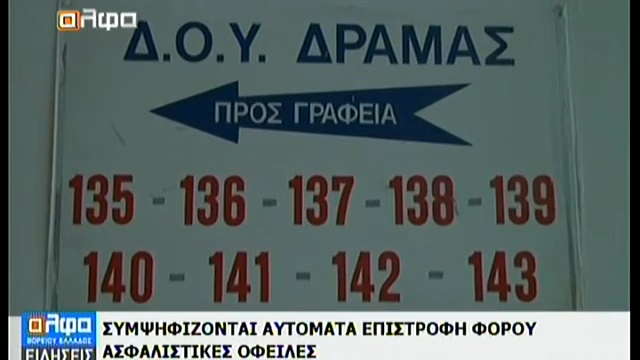 αλφα
Δ.Ο.Υ. ΔΡΑΜΑΣ
ΠΡΟΣ ΓΡΑΦΕΙΑ
135 - 136 - 137 - 138 - 139
140 - 141 - 142 - 143
αλφα
ΒΟΡΕΙΟΥ ΕΛΛΑΔΟΣ
ΕΙΔΗΣΕΙΣ
ΣΥΜΨΗΦΙΖΟΝΤΑΙ ΑΥΤΟΜΑΤΑ ΕΠΙΣΤΡΟΦΗ ΦΟΡΟΥ
ΑΣΦΑΛΙΣΤΙΚΕΣ ΟΦΕΙΛΕΣ